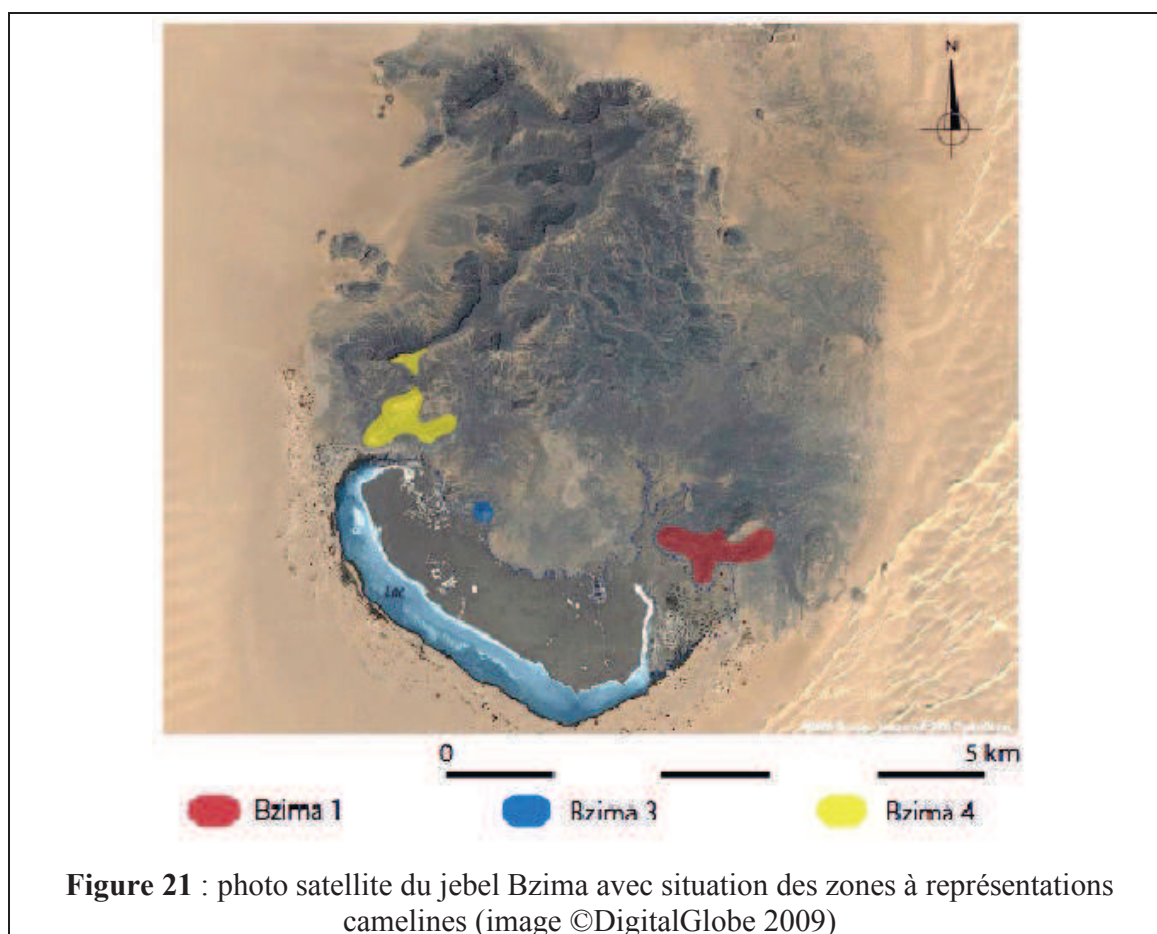 N
Lac
0 5 km
Bzima 1 Bzima 3 Bzima 4
Figure 21 : photo satellite du jebel Bzima avec situation des zones à représentations
camelines (image ©DigitalGlobe 2009)